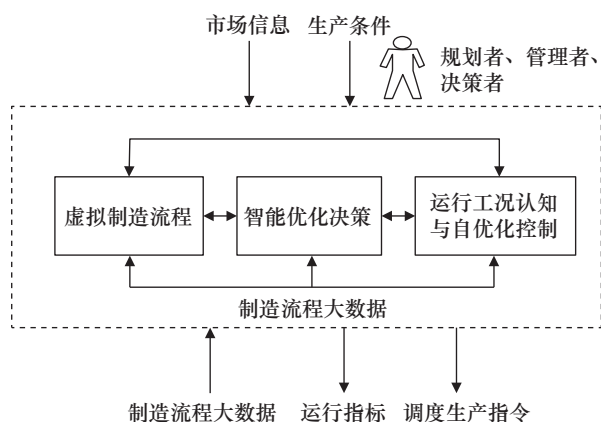 市场信息 生产条件
规划者、管理者、
决策者
虚拟制造流程
智能优化决策
运行工况认知
与自优化控制
制造流程大数据
制造流程大数据 运行指标 调度生产指令